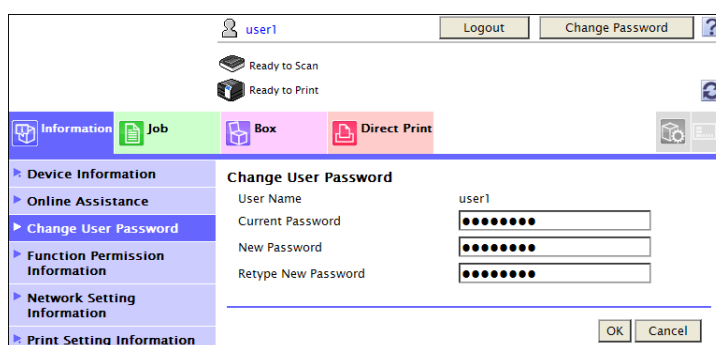 user1
Logout
Change Password
?
Ready to Scan
Ready to Print
Information
Job
Box
Direct Print
Device Information
Online Assistance
Change User Password
Function Permission
Information
Network Setting
Information
Print Setting Information
Change User Password
User Name user1
Current Password ●●●●●●●●
New Password ●●●●●●●●
Retype New Password ●●●●●●●●
OK Cancel